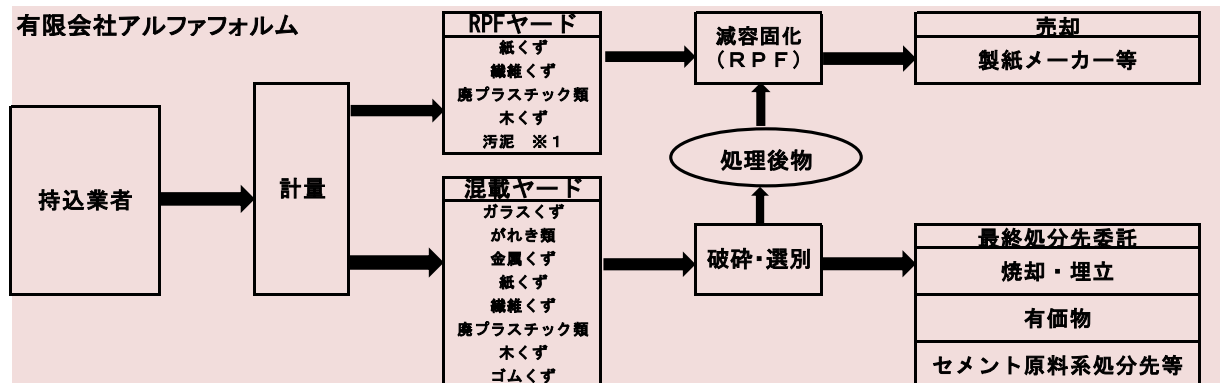 有限会社アルファフォルム
持込業者
計量
RPFヤード
紙くず
繊維くず
廃プラスチック類
木くず
汚泥 ※1
混載ヤード
ガラスくず
がれき類
金属くず
紙くず
繊維くず
廃プラスチック類
木くず
ゴムくず
減容固化
（ＲＰＦ）
処理後物
破砕・選別
売却
製紙メーカー等
最終処分先委託
焼却・埋立
有価物
セメント原料系処分先等